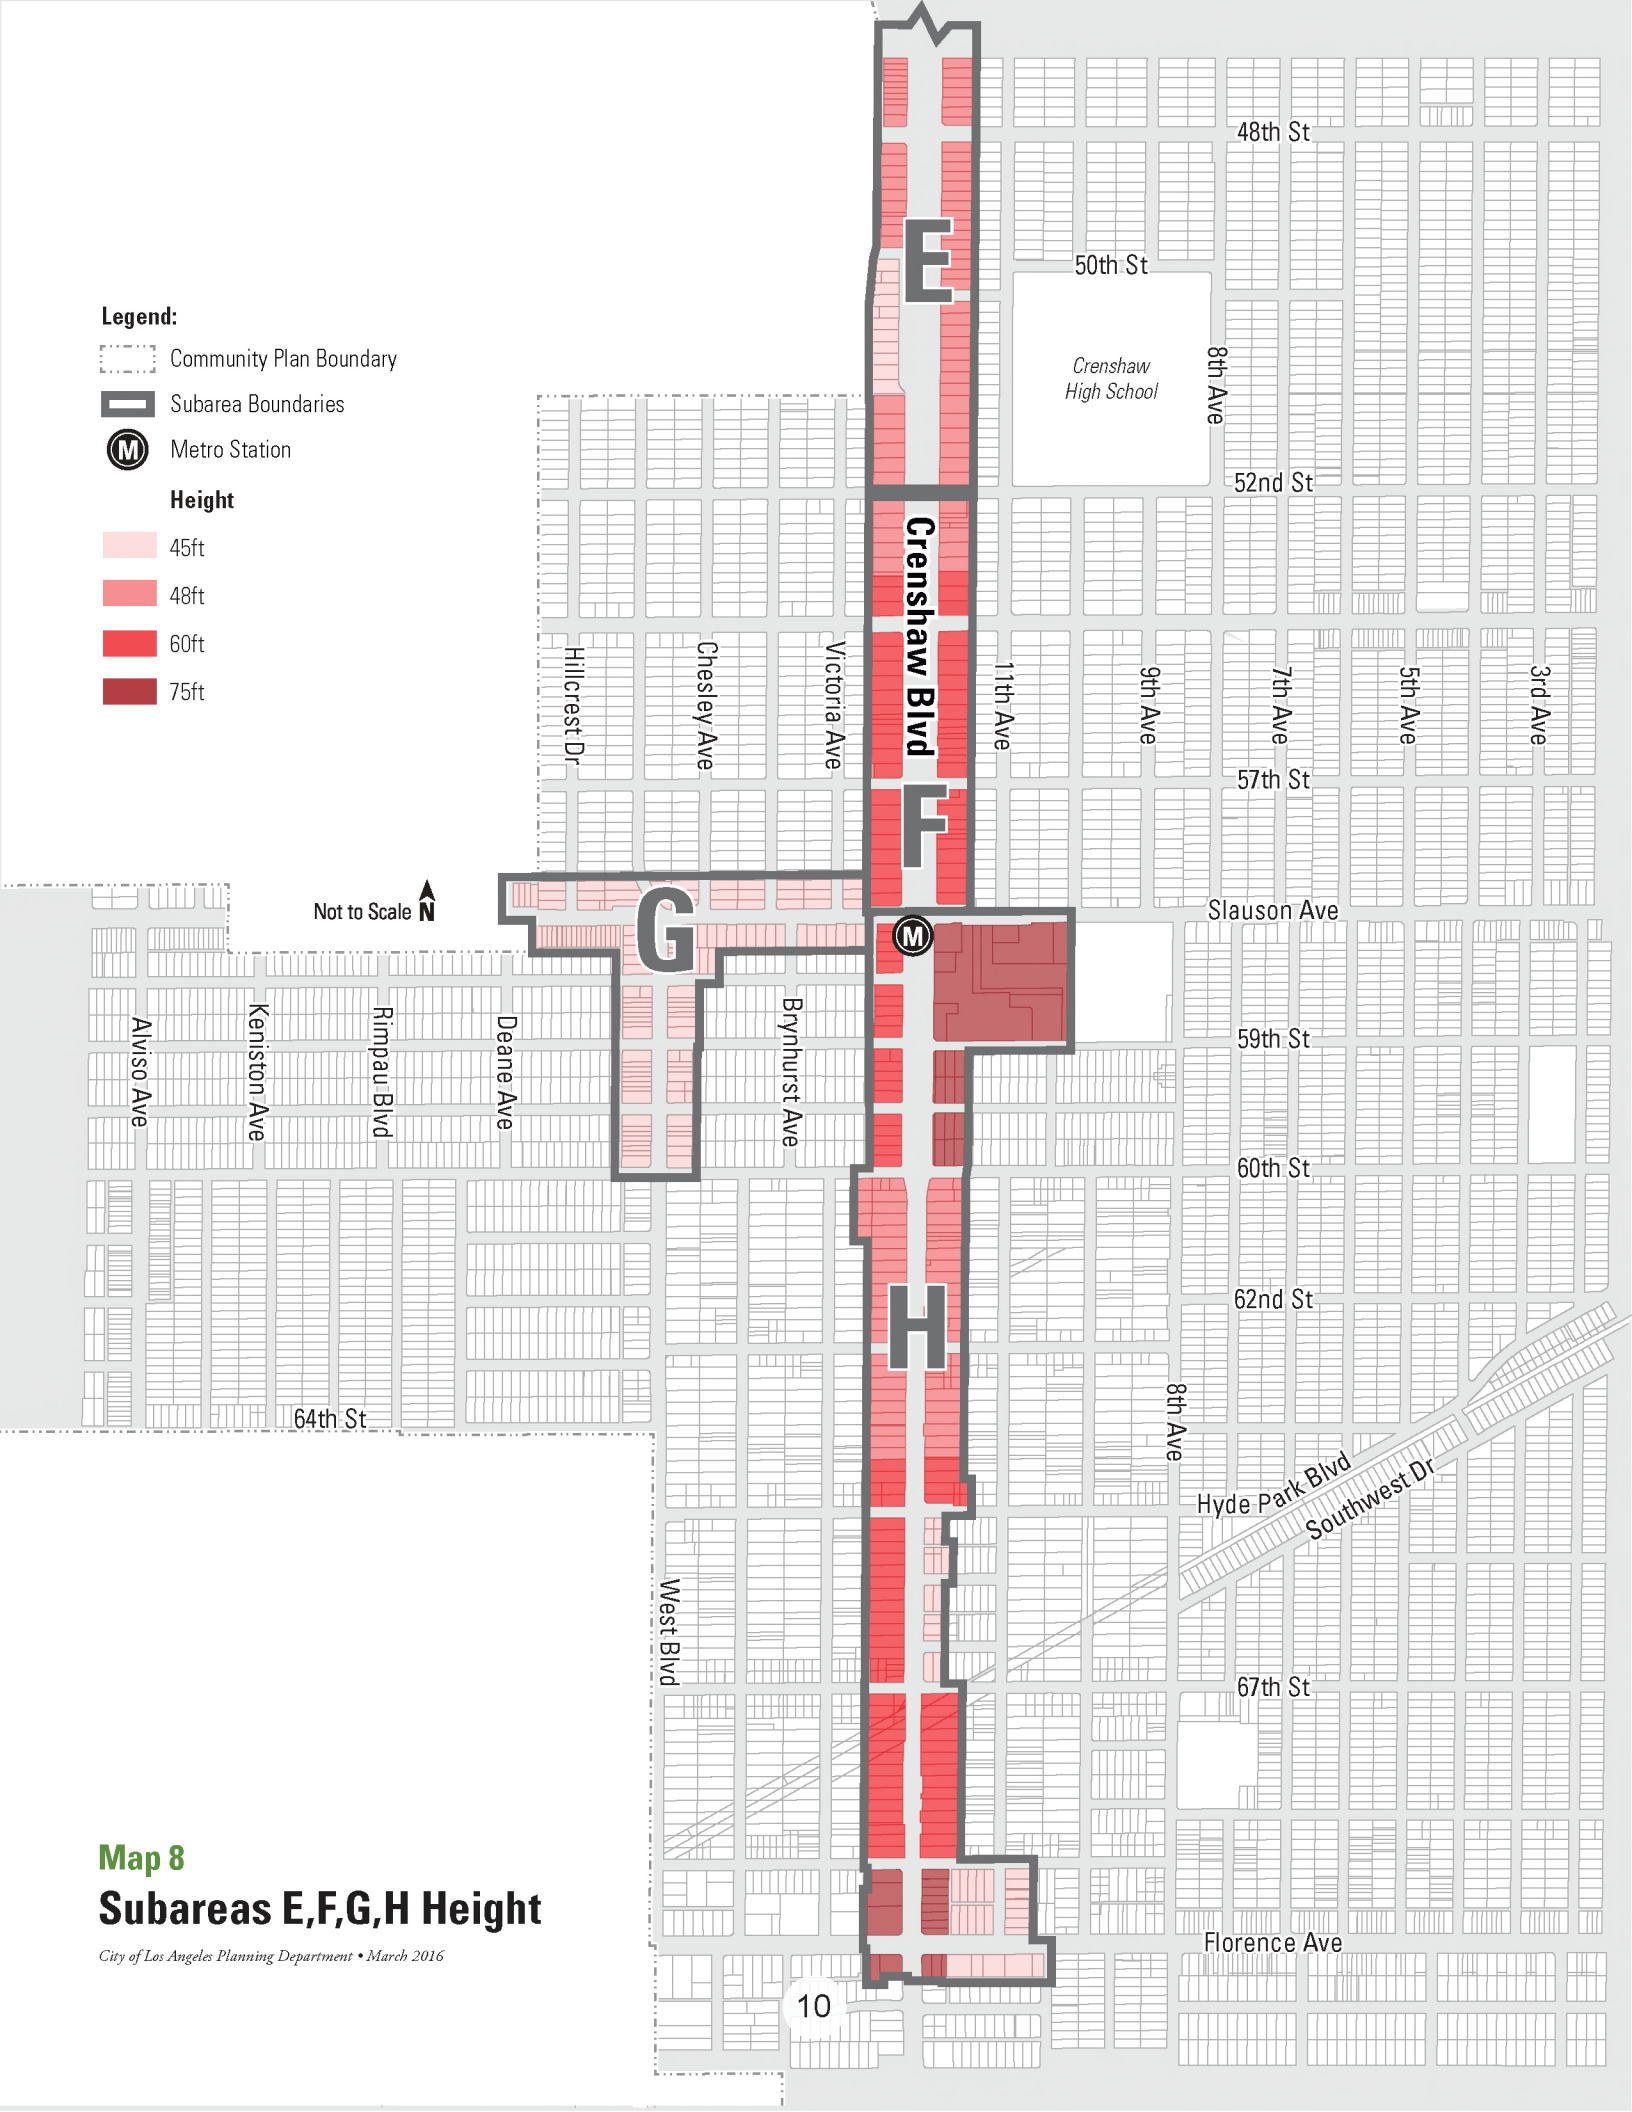 48th St
E
50th St
Crenshaw
High School
8th Ave
52nd St
Legend:
Community Plan Boundary
Subarea Boundaries
M
Metro Station
Height
45ft
48ft
60ft
75ft
Crenshaw Blvd
Hillcrest Dr
Chesley Ave
Victoria Ave
11th Ave
9th Ave
7th Ave
5th Ave
3rd Ave
57th St
F
Not to Scale N
G
M
Slauson Ave
Alviso Ave
Keniston Ave
Rimpau Blvd
Deane Ave
Brynhurst Ave
59th St
60th St
H
62nd St
64th St
8th Ave
Hyde Park Blvd
Southwest Dr
West Blvd
67th St
Map 8
Subareas E,F,G,H Height
City of Los Angeles Planning Department • March 2016
Florence Ave
10